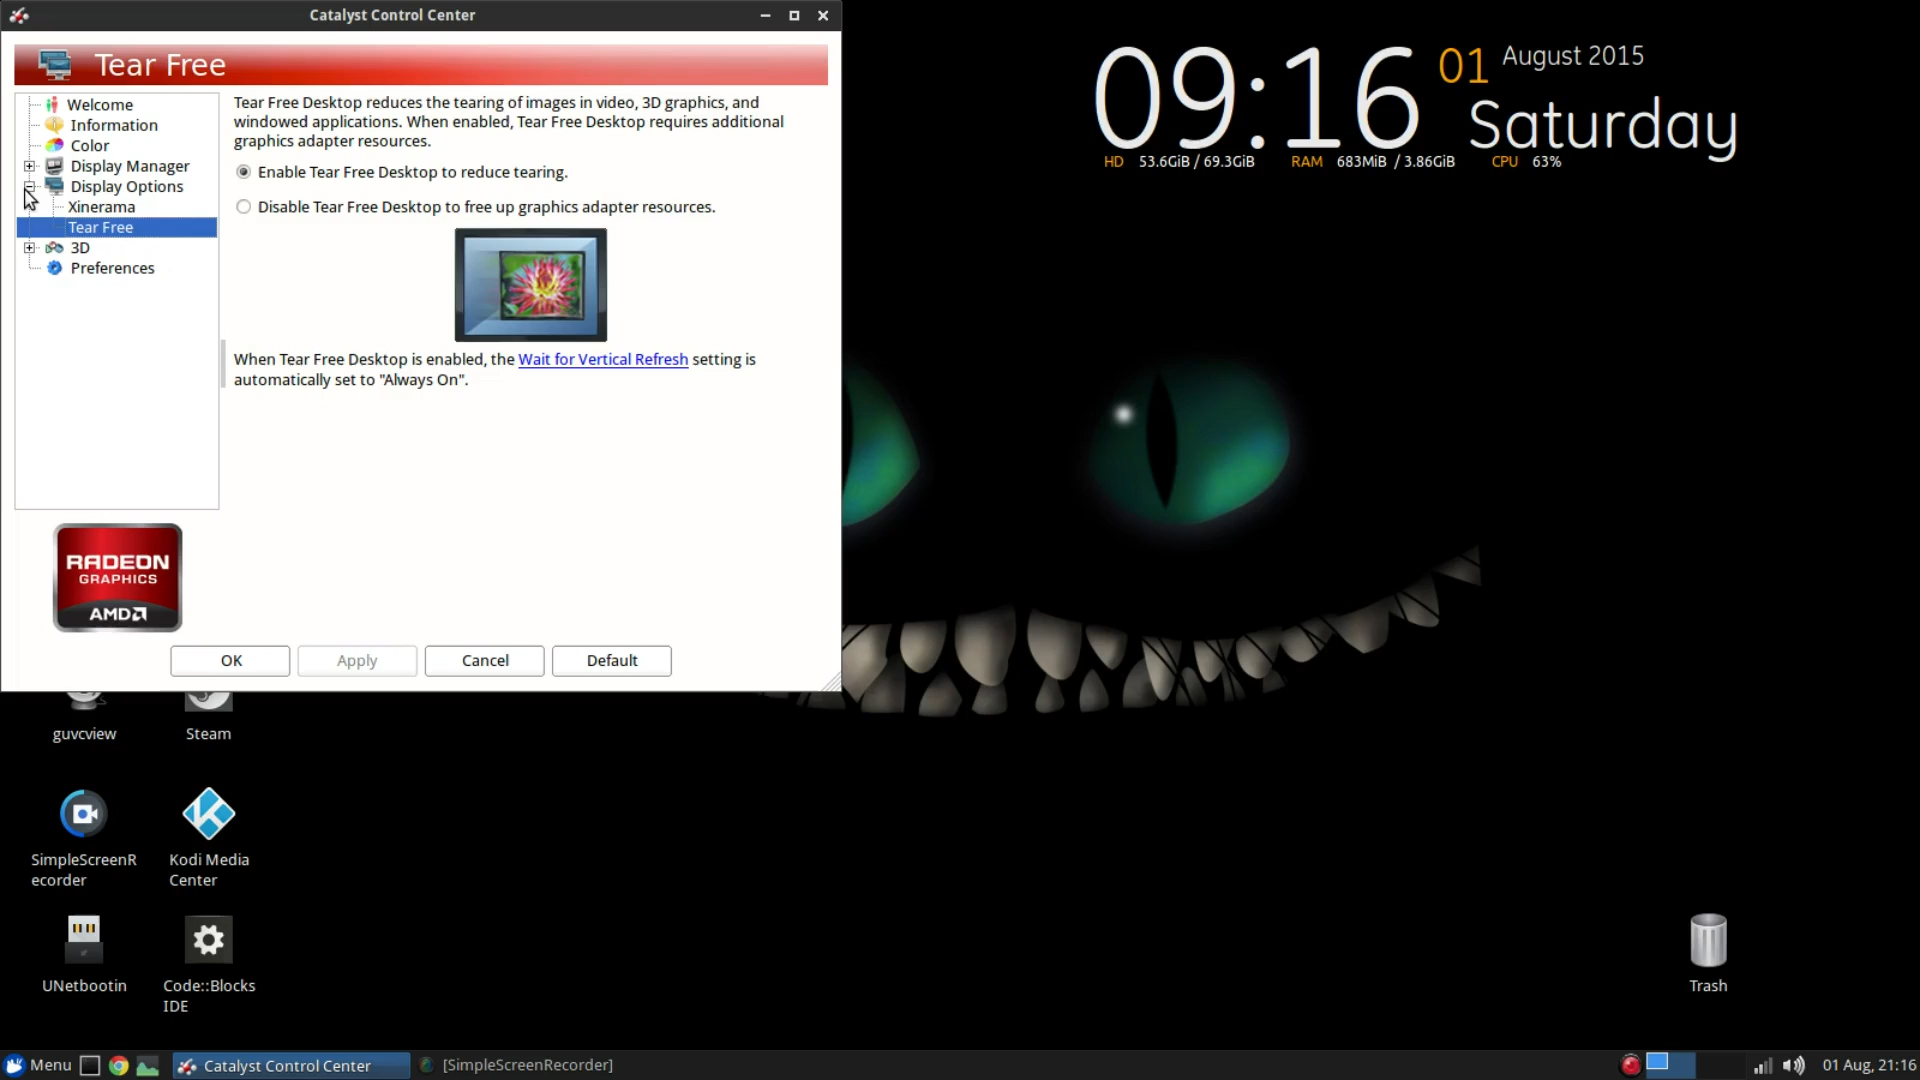 Catalyst Control Center
Tear Free
Welcome
Information
Color
Display Manager
Display Options
Xinerama
Tear Free
3D
Preferences
Tear Free Desktop reduces the tearing of images in video, 3D graphics, and
windowed applications. When enabled, Tear Free Desktop requires additional
graphics adapter resources.
Enable Tear Free Desktop to reduce tearing.
Disable Tear Free Desktop to free up graphics adapter resources.
When Tear Free Desktop is enabled, the Wait for Vertical Refresh setting is
automatically set to "Always On".
RADEON
GRAPHICS
AMD
OK
Apply
Cancel
Default
09:16
01
August 2015
Saturday
HD 53.6GiB / 69.3GiB RAM 683MiB / 3.86GiB CPU 63%
guvcview
Steam
SimpleScreenR
ecorder
Kodi Media
Center
UNetbootin
Code::Blocks
IDE
Trash
Menu
Catalyst Control Center
[SimpleScreenRecorder]
01 Aug, 21:16